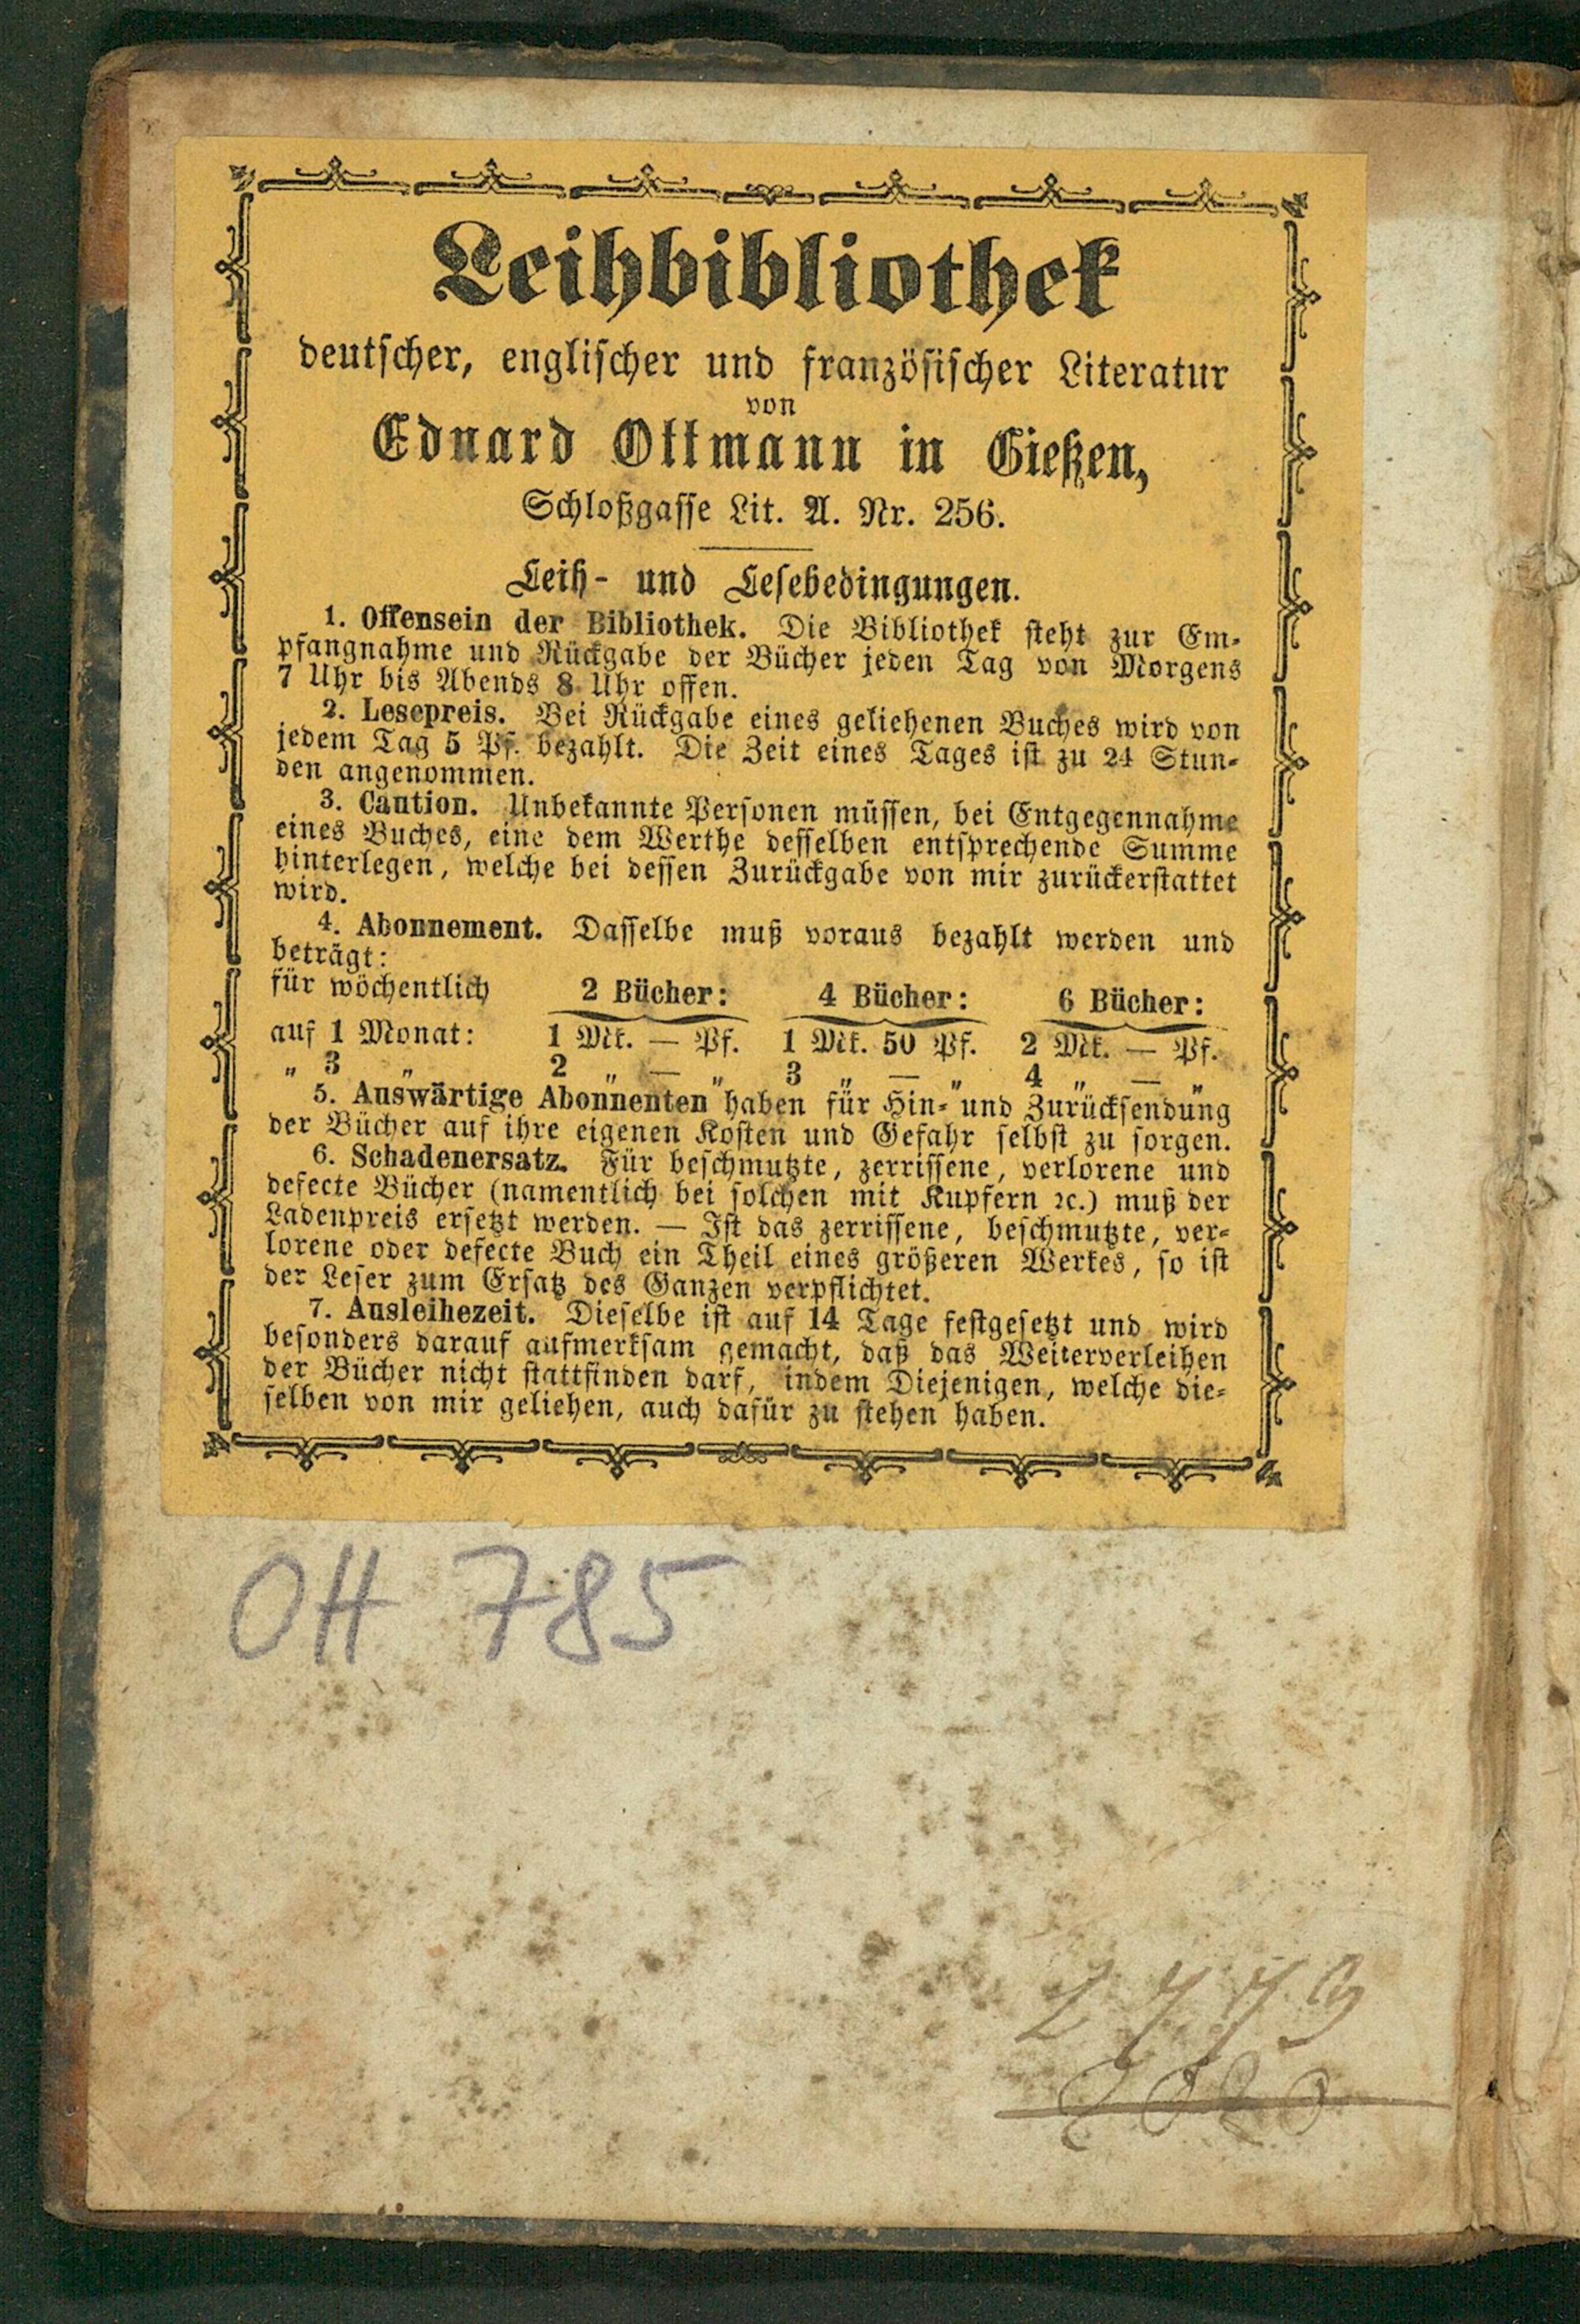 Leihbibliothek
deutscher, englischer und französischer Literatur
von
Eduard Ottmann in Gießen,
Schloßgasse Lit. A. Nr. 256.
Leih- und Lesebedingungen.
1. Offensein der Bibliothek. Die Bibliothek steht zur Em-
pfangnahme und Rückgabe der Bücher jeden Tag von Morgens
7 Uhr bis Abends 8 Uhr offen.
2. Lesepreis. Bei Rückgabe eines geliehenen Buches wird von
jedem Tag 5 Pf. bezahlt. Die Zeit eines Tages ist zu 24 Stun-
den angenommen.
3. Caution. Unbekannte Personen müssen, bei Entgegennahme
eines Buches, eine dem Werthe desselben entsprechende Summe
hinterlegen, welche bei dessen Zurückgabe von mir zurückerstattet
wird.
4. Abonnement. Dasselbe muß voraus bezahlt werden und
beträgt:
für wöchentlich 2 Bücher: 4 Bücher: 6 Bücher:
auf 1 Monat: 1 Mk. — Pf. 1 Mk. 50 Pf. 2 Mk. — Pf.
„ 3 „ 2 „ — „ 3 „ — „ 4 „ — „
5. Auswärtige Abonnenten haben für Hin- und Zurücksendung
der Bücher auf ihre eigenen Kosten und Gefahr selbst zu sorgen.
6. Schadenersatz. Für beschmutzte, zerrissene, verlorene und
defecte Bücher (namentlich bei solchen mit Kupfern ꝛc.) muß der
Ladenpreis ersetzt werden. — Ist das zerrissene, beschmutzte, ver-
lorene oder defecte Buch ein Theil eines größeren Werkes, so ist
der Leser zum Ersatz des Ganzen verpflichtet.
7. Ausleihezeit. Dieselbe ist auf 14 Tage festgesetzt und wird
besonders darauf aufmerksam gemacht, daß das Weiterverleihen
der Bücher nicht stattfinden darf, indem Diejenigen, welche die-
selben von mir geliehen, auch dafür zu stehen haben.
OH 785
2779